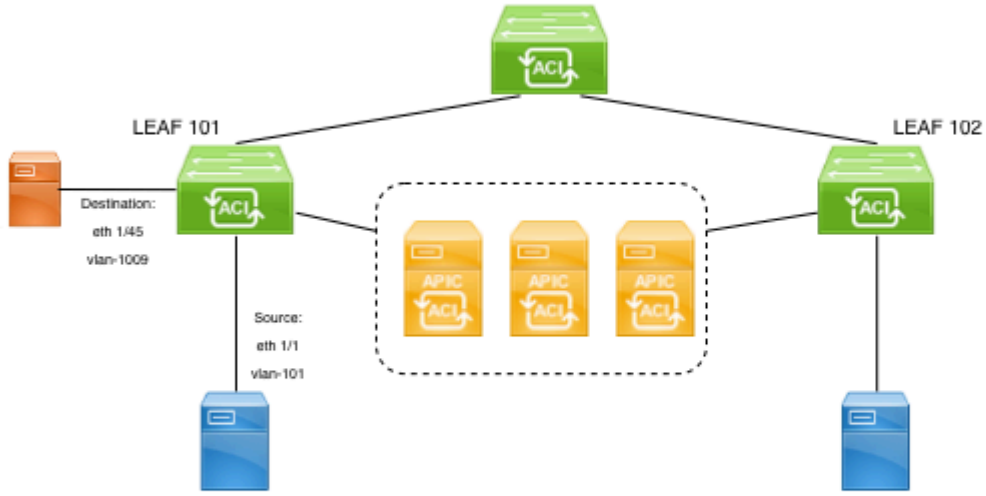 ACI
LEAF 101
LEAF 102
ACI
ACI
Destination:
eth 1/45
vlan-1009
APIC
APIC
APIC
ACI
ACI
ACI
Source:
eth 1/1
vlan-101